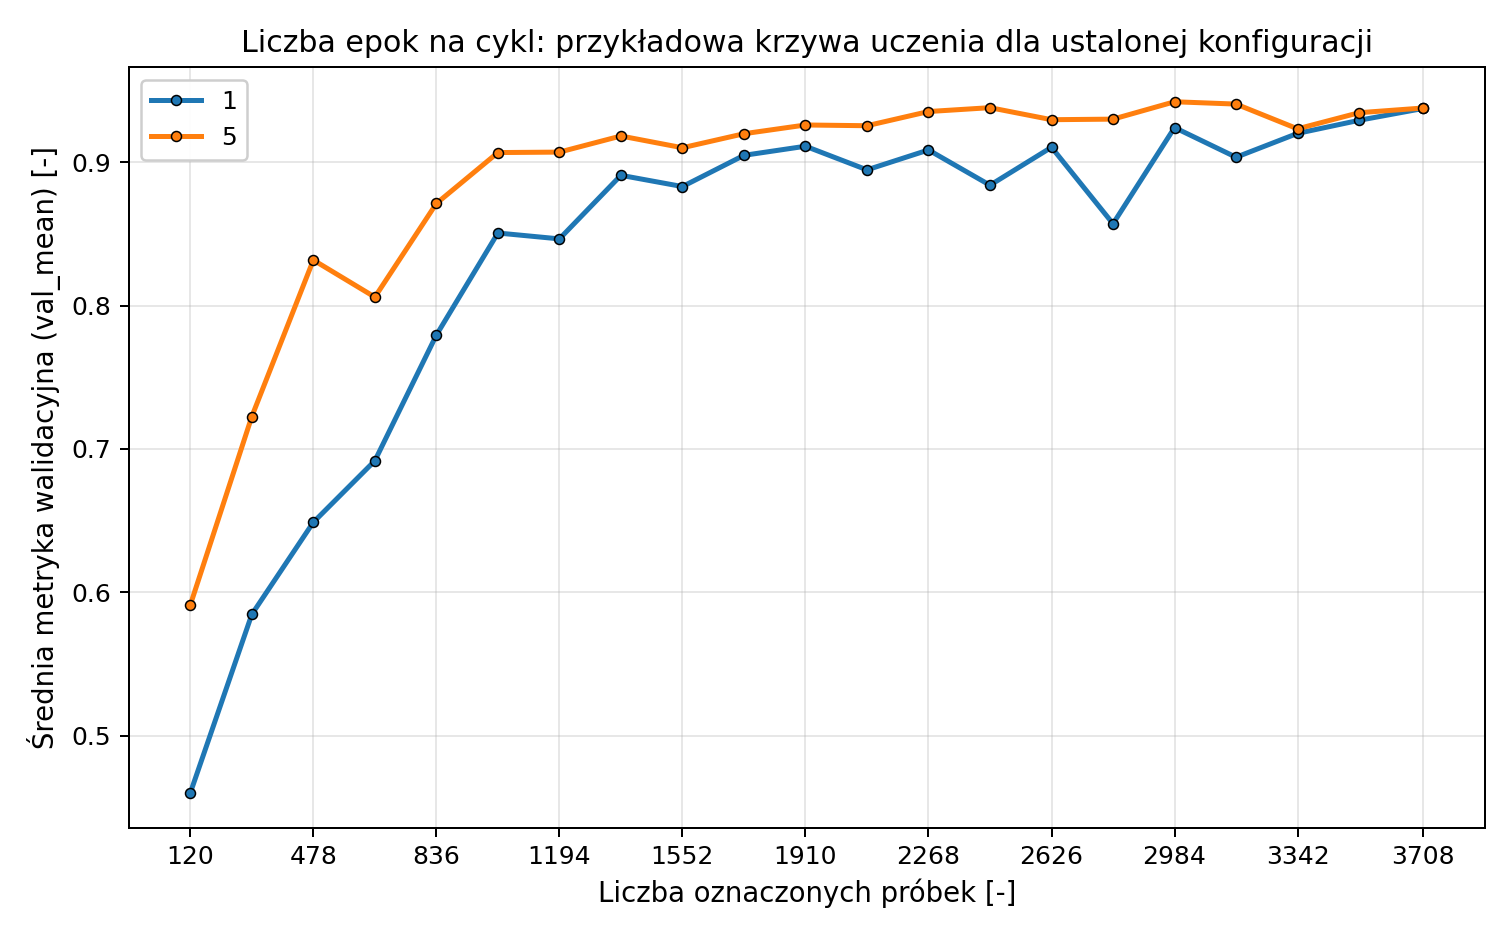 Liczba epok na cykl: przykładowa krzywa uczenia dla ustalonej konfiguracji
1
5
Średnia metryka walidacyjna (val_mean) [-]
0.9
0.8
0.7
0.6
0.5
120 478 836 1194 1552 1910 2268 2626 2984 3342 3708
Liczba oznaczonych próbek [-]